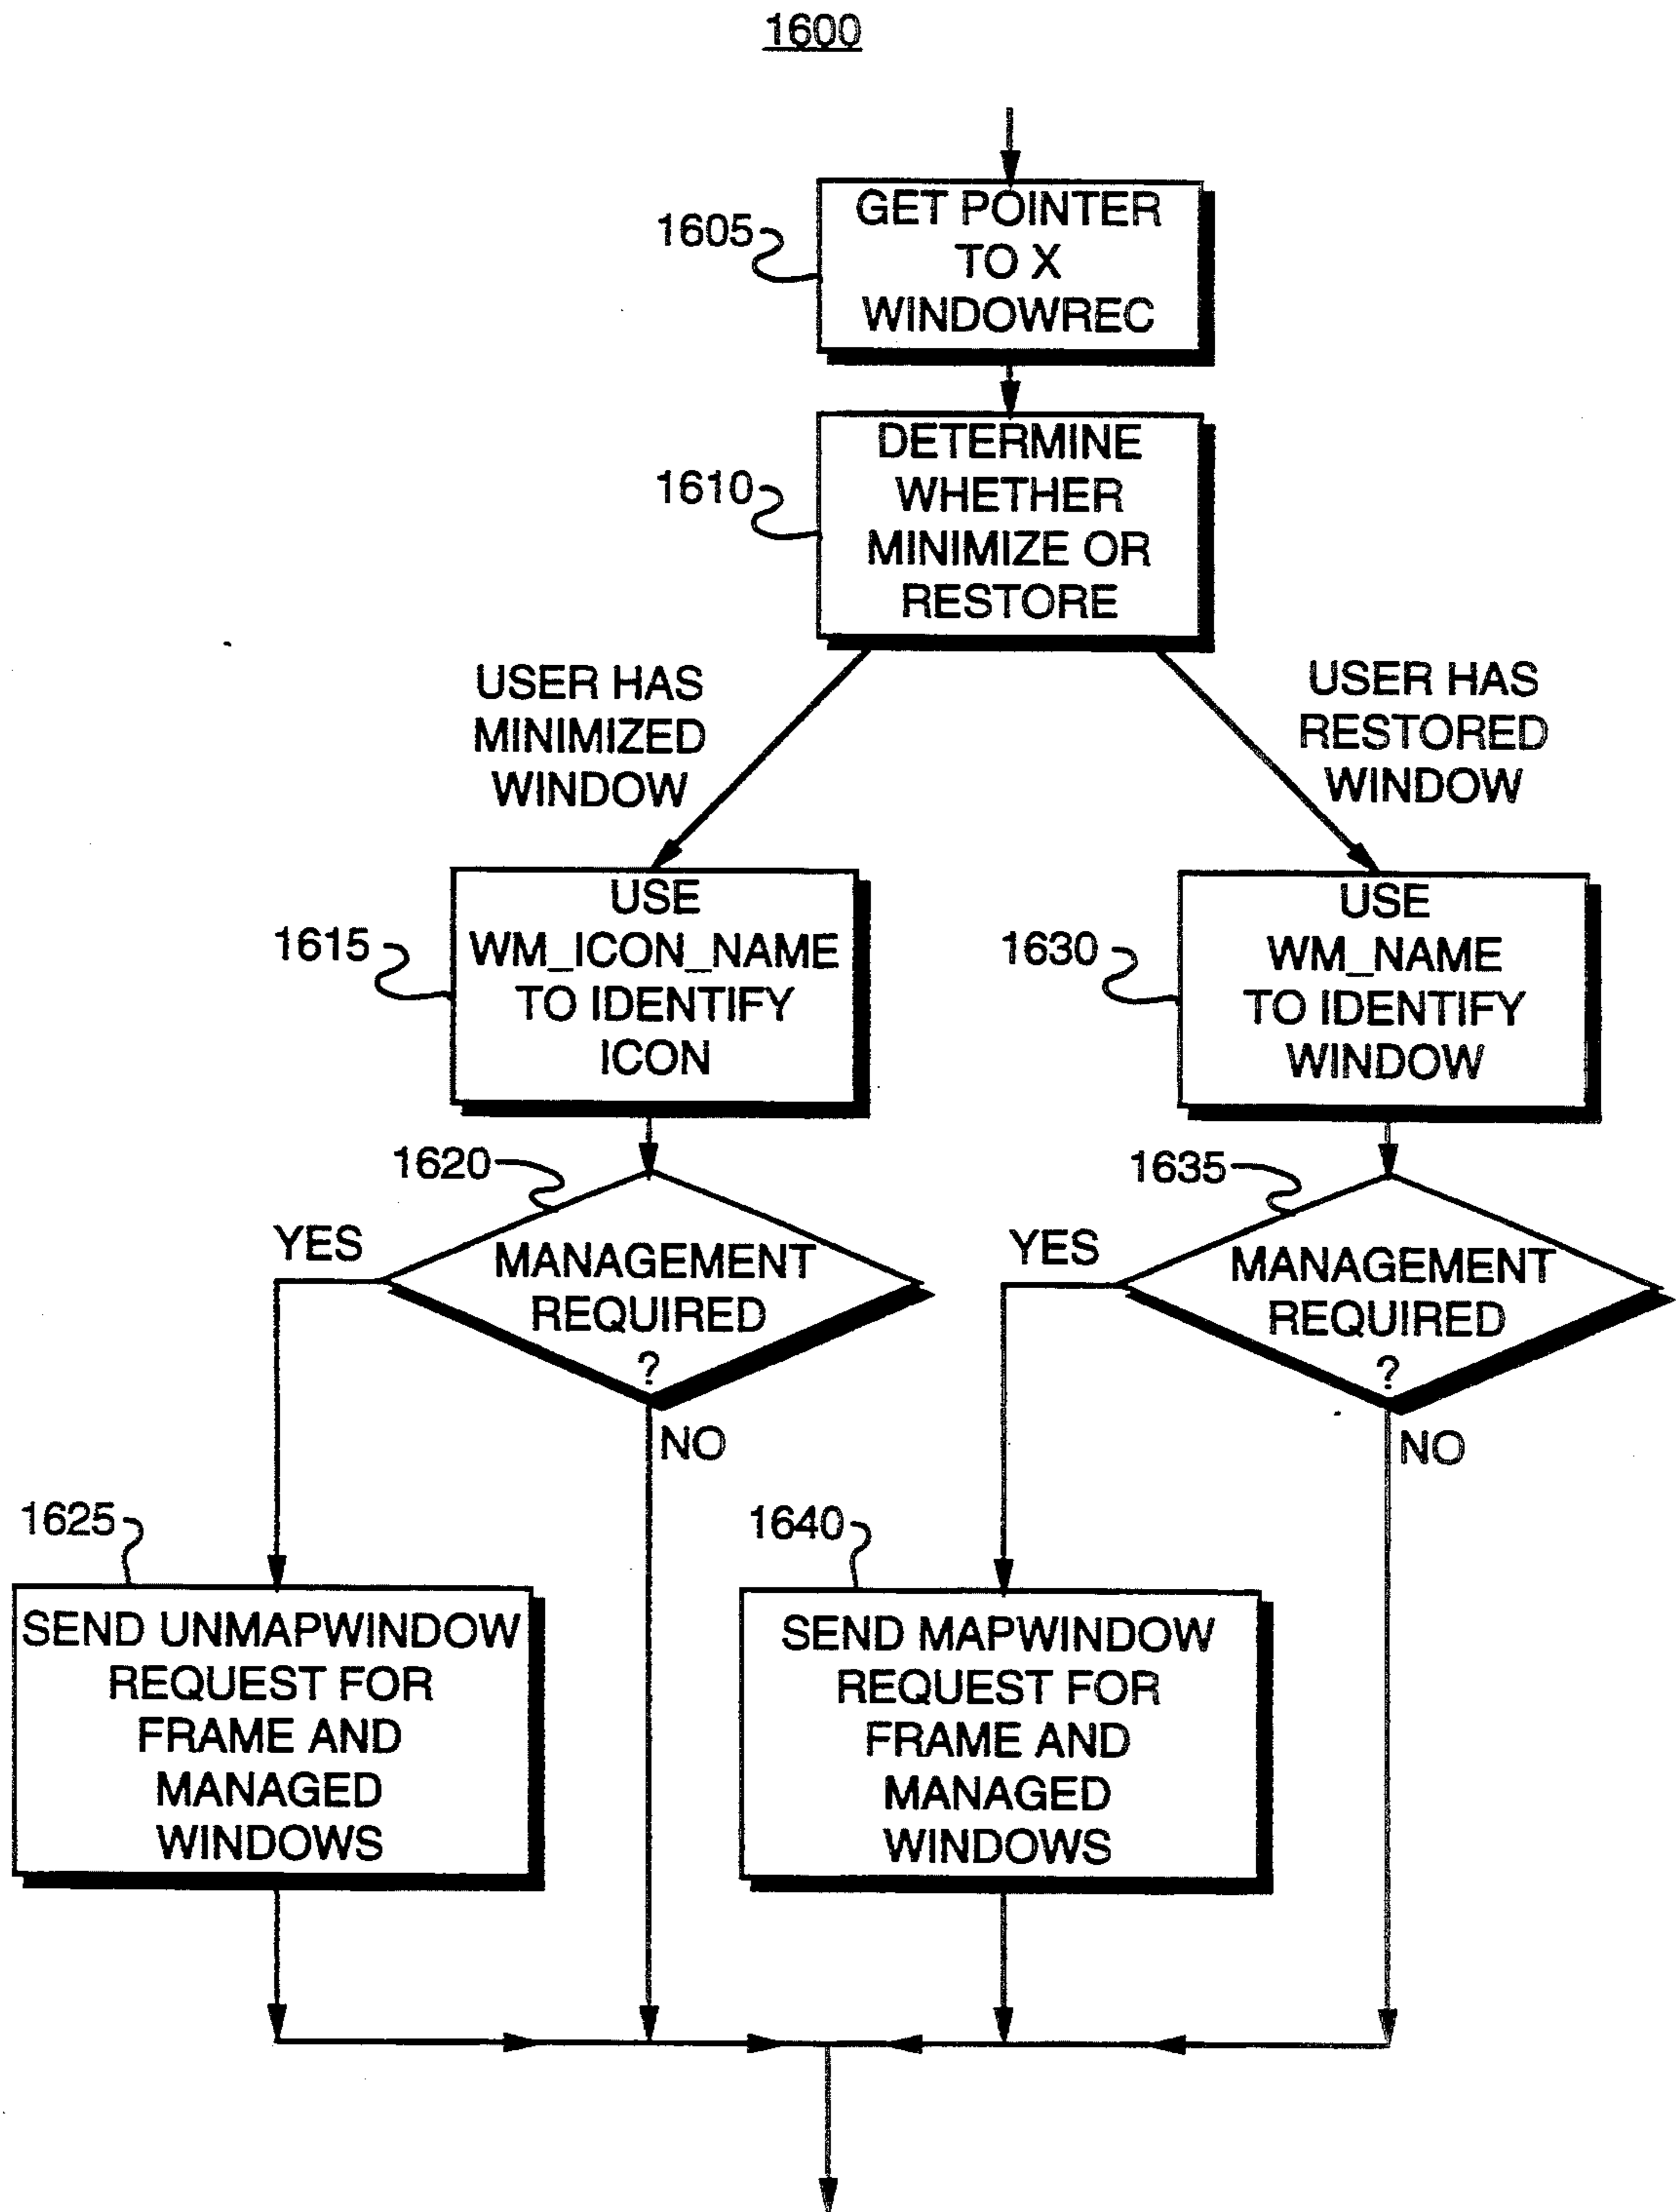 1600
GET POINTER
TO X
WINDOWREC
1605
DETERMINE
WHETHER
MINIMIZE OR
RESTORE
1610
USER HAS
MINIMIZED
WINDOW
USER HAS
RESTORED
WINDOW
USE
WM_ICON_NAME
TO IDENTIFY
ICON
1615
USE
WM_NAME
TO IDENTIFY
WINDOW
1630
1620
YES
MANAGEMENT
REQUIRED
?
NO
1635
YES
MANAGEMENT
REQUIRED
?
NO
1625
SEND UNMAPWINDOW
REQUEST FOR
FRAME AND
MANAGED
WINDOWS
1640
SEND MAPWINDOW
REQUEST FOR
FRAME AND
MANAGED
WINDOWS